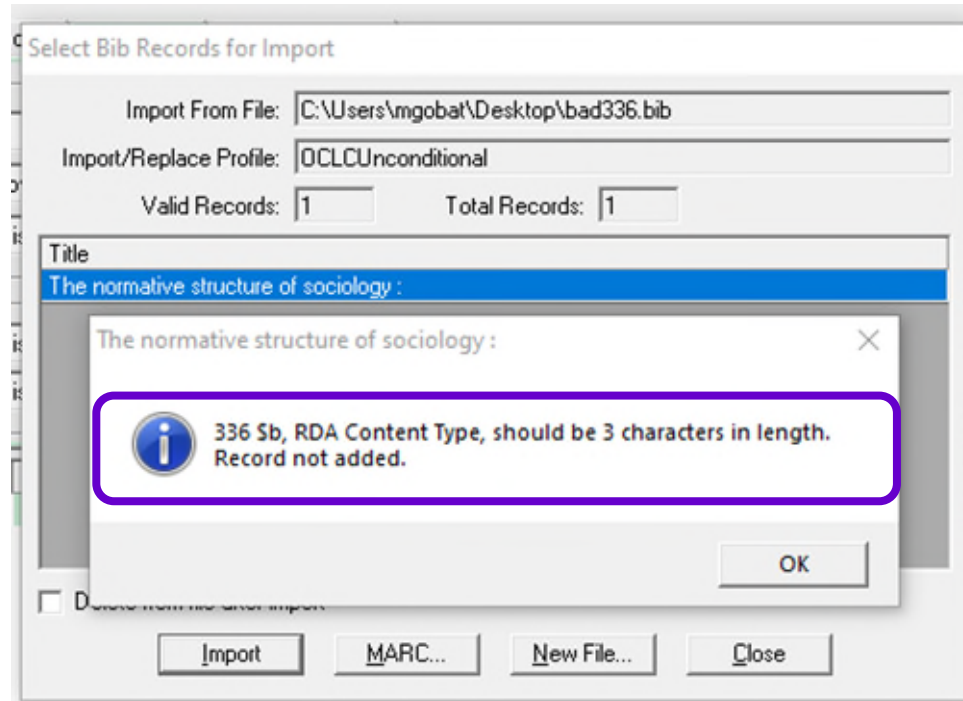 Select Bib Records for Import
Import From File: C:\Users\mgobat\Desktop\bad336.bib
Import/Replace Profile: OCLCUnconditional
Valid Records: 1 Total Records: 1
Title
The normative structure of sociology :
The normative structure of sociology :
336 $b, RDA Content Type, should be 3 characters in length.
Record not added.
OK
Import MARC... New File... Close